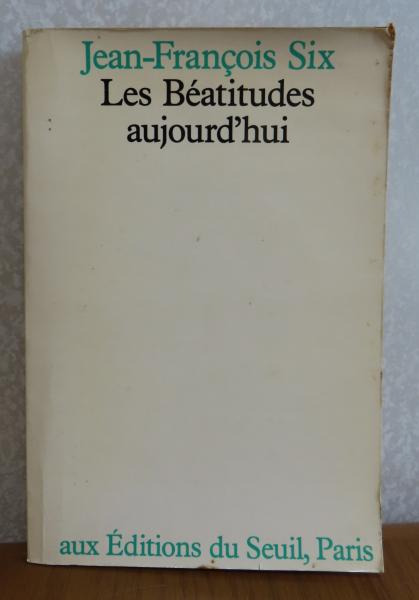 Jean-François Six
Les Béatitudes
aujourd'hui
aux Éditions du Seuil, Paris